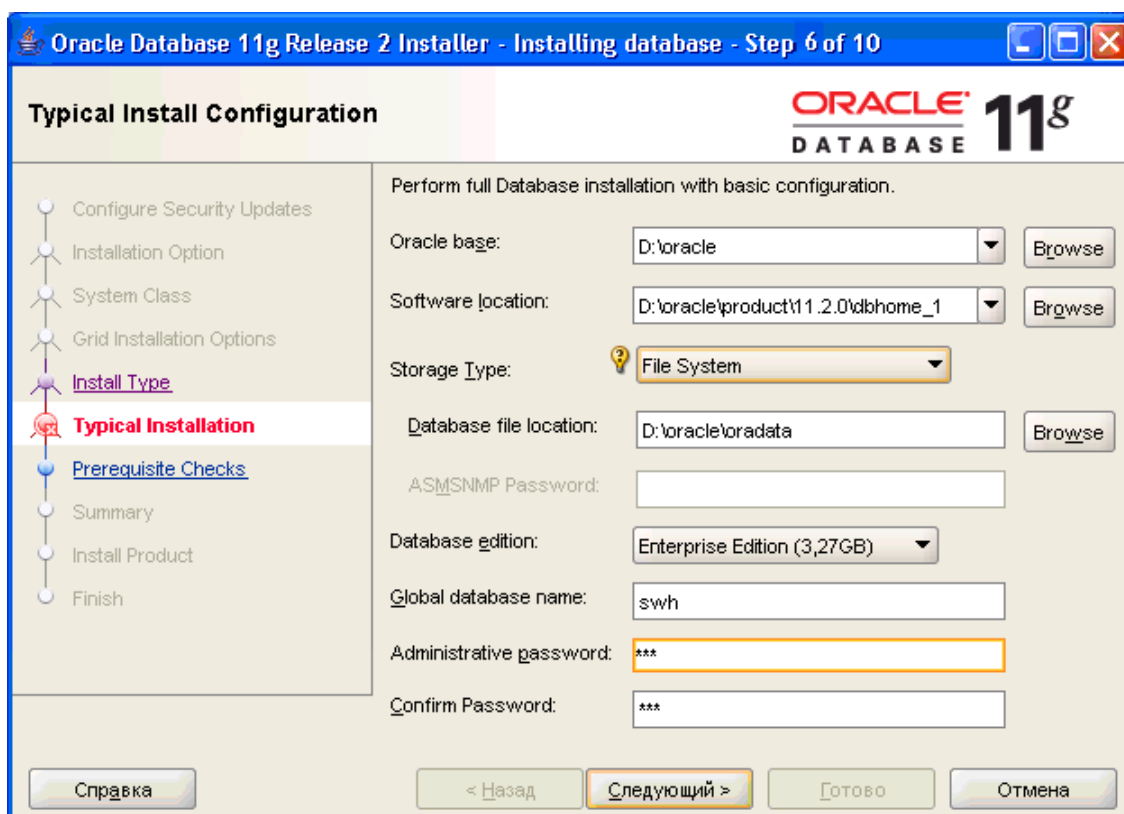 Oracle Database 11g Release 2 Installer - Installing database - Step 6 of 10
Typical Install Configuration
ORACLE 11g
DATABASE
Configure Security Updates
Installation Option
System Class
Grid Installation Options
Install Type
Typical Installation
Prerequisite Checks
Summary
Install Product
Finish
Perform full Database installation with basic configuration.
Oracle base: D:\oracle Browse
Software location: D:\oracle\product\11.2.0\dbhome_1 Browse
Storage Type: File System
Database file location: D:\oracle\oradata Browse
ASMSNMP Password:
Database edition: Enterprise Edition (3,27GB)
Global database name: swh
Administrative password: ***
Confirm Password: ***
Справка < Назад Следующий > Готово Отмена